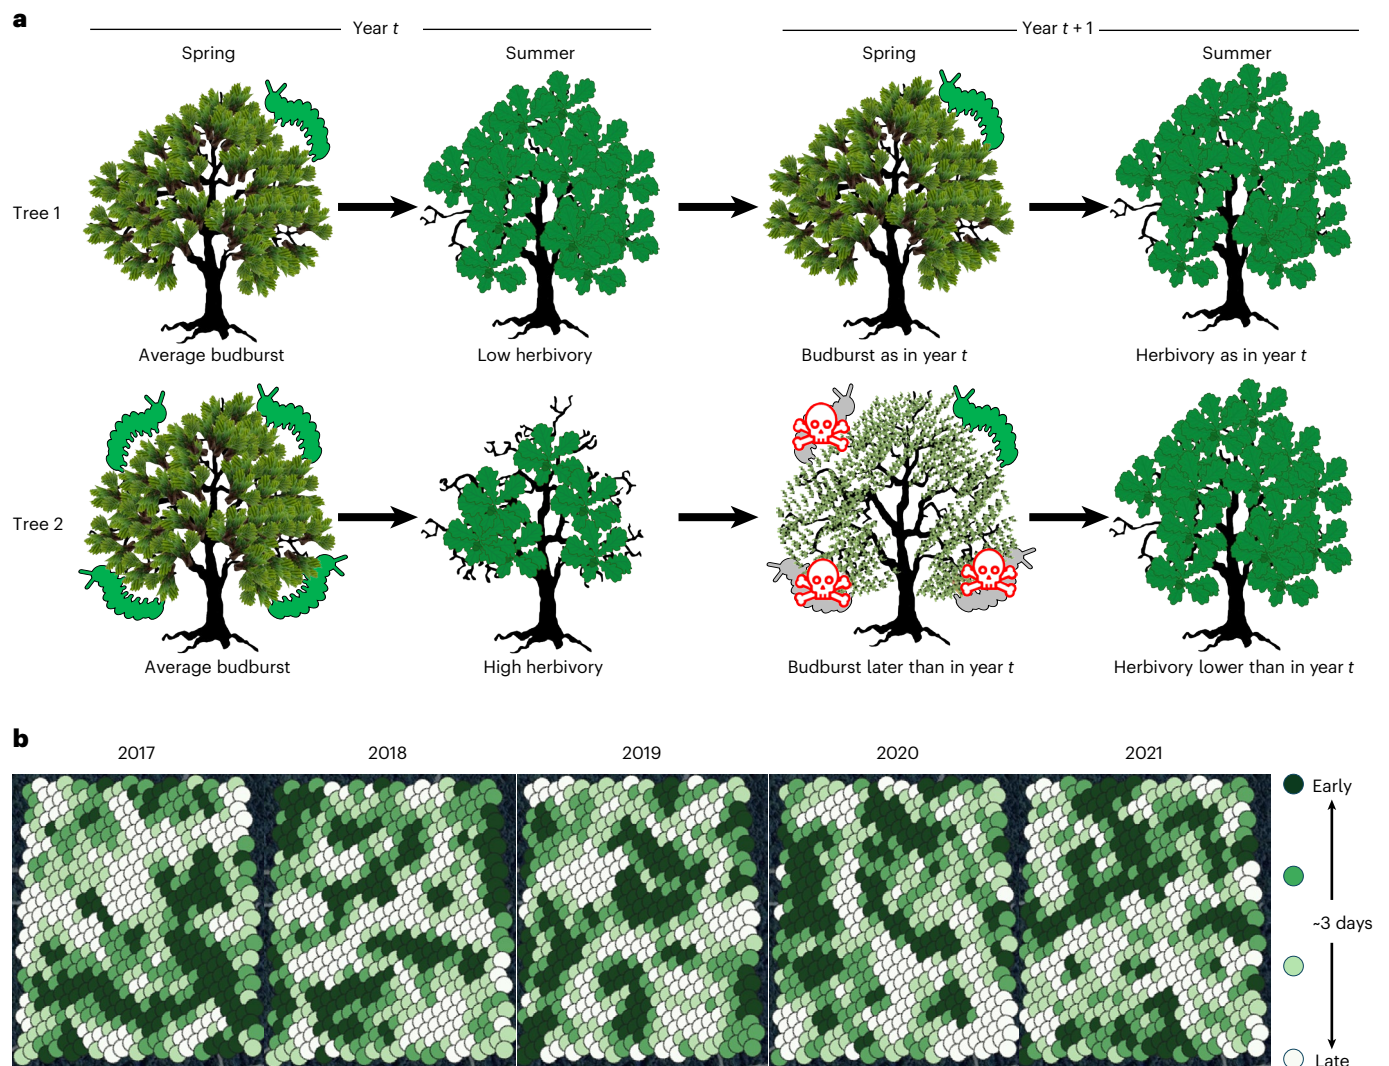 a
Year t
Year t + 1
Spring
Summer
Spring
Summer
Tree 1
Average budburst
Low herbivory
Budburst as in year t
Herbivory as in year t
Tree 2
Average budburst
High herbivory
Budburst later than in year t
Herbivory lower than in year t
b
2017
2018
2019
2020
2021
Early
~3 days
Late